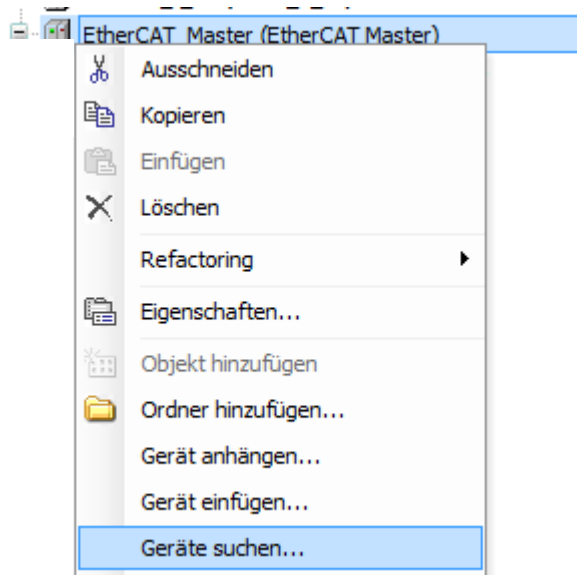 EtherCAT_Master (EtherCAT Master)
Ausschneiden
Kopieren
Einfügen
Löschen
Refactoring
Eigenschaften...
Objekt hinzufügen
Ordner hinzufügen...
Gerät anhängen...
Gerät einfügen...
Geräte suchen...